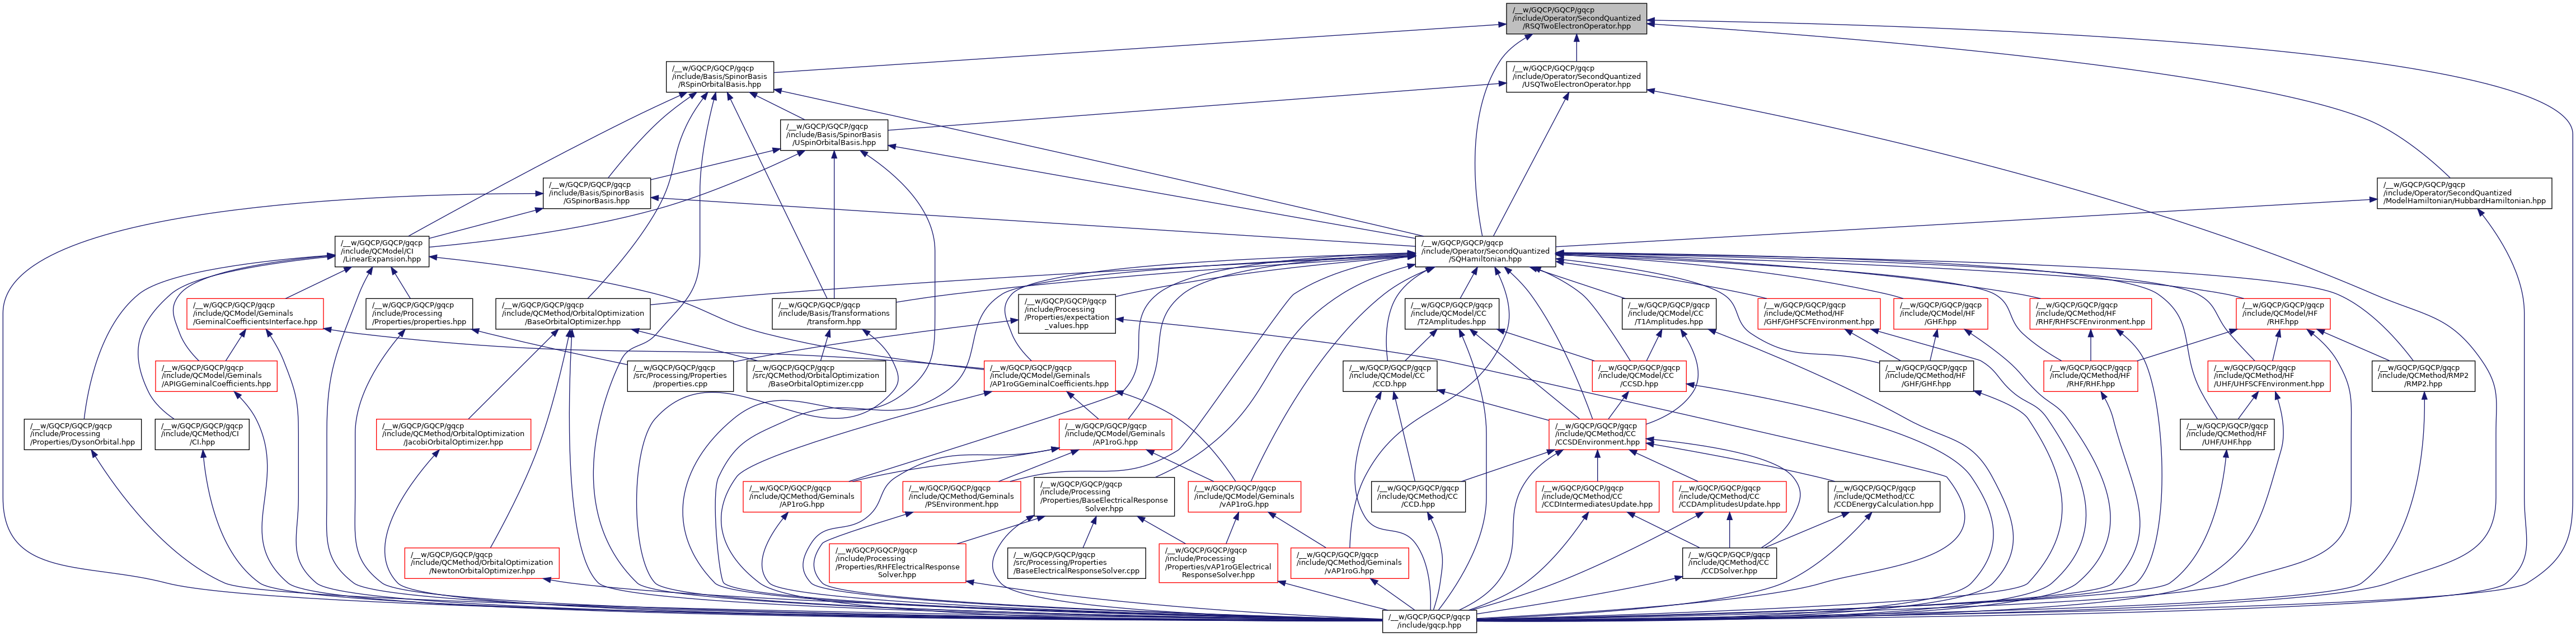 /__w/GQCP/GQCP/gqcp
/include/Operator/SecondQuantized
/RSQTwoElectronOperator.hpp
/__w/GQCP/GQCP/gqcp
/include/Basis/SpinorBasis
/RSpinOrbitalBasis.hpp
/__w/GQCP/GQCP/gqcp
/include/Operator/SecondQuantized
/USQTwoElectronOperator.hpp
/__w/GQCP/GQCP/gqcp
/include/Basis/SpinorBasis
/USpinOrbitalBasis.hpp
/__w/GQCP/GQCP/gqcp
/include/Basis/SpinorBasis
/GSpinorBasis.hpp
/__w/GQCP/GQCP/gqcp
/include/Operator/SecondQuantized
/ModelHamiltonian/HubbardHamiltonian.hpp
/__w/GQCP/GQCP/gqcp
/include/QCModel/CI
/LinearExpansion.hpp
/__w/GQCP/GQCP/gqcp
/include/Operator/SecondQuantized
/SQHamiltonian.hpp
/__w/GQCP/GQCP/gqcp
/include/QCModel/Geminals
/GeminalCoefficientsInterface.hpp
/__w/GQCP/GQCP/gqcp
/include/Processing
/Properties/properties.hpp
/__w/GQCP/GQCP/gqcp
/include/QCMethod/OrbitalOptimization
/BaseOrbitalOptimizer.hpp
/__w/GQCP/GQCP/gqcp
/include/Basis/Transformations
/transform.hpp
/__w/GQCP/GQCP/gqcp
/include/Processing
/Properties/expectation
_values.hpp
/__w/GQCP/GQCP/gqcp
/include/QCModel/CC
/T2Amplitudes.hpp
/__w/GQCP/GQCP/gqcp
/include/QCModel/CC
/T1Amplitudes.hpp
/__w/GQCP/GQCP/gqcp
/include/QCMethod/HF
/GHF/GHFSCFEnvironment.hpp
/__w/GQCP/GQCP/gqcp
/include/QCModel/HF
/GHF.hpp
/__w/GQCP/GQCP/gqcp
/include/QCMethod/HF
/RHF/RHFSCFEnvironment.hpp
/__w/GQCP/GQCP/gqcp
/include/QCModel/HF
/RHF.hpp
/__w/GQCP/GQCP/gqcp
/include/QCModel/Geminals
/APIGGeminalCoefficients.hpp
/__w/GQCP/GQCP/gqcp
/src/Processing/Properties
/properties.cpp
/__w/GQCP/GQCP/gqcp
/src/QCMethod/OrbitalOptimization
/BaseOrbitalOptimizer.cpp
/__w/GQCP/GQCP/gqcp
/include/QCModel/Geminals
/AP1roGGeminalCoefficients.hpp
/__w/GQCP/GQCP/gqcp
/include/QCModel/CC
/CCD.hpp
/__w/GQCP/GQCP/gqcp
/include/QCModel/CC
/CCSD.hpp
/__w/GQCP/GQCP/gqcp
/include/QCMethod/HF
/GHF/GHF.hpp
/__w/GQCP/GQCP/gqcp
/include/QCMethod/HF
/RHF/RHF.hpp
/__w/GQCP/GQCP/gqcp
/include/QCMethod/HF
/UHF/UHFSCFEnvironment.hpp
/__w/GQCP/GQCP/gqcp
/include/QCMethod/RMP2
/RMP2.hpp
/__w/GQCP/GQCP/gqcp
/include/Processing
/Properties/DysonOrbital.hpp
/__w/GQCP/GQCP/gqcp
/include/QCMethod/CI
/CI.hpp
/__w/GQCP/GQCP/gqcp
/include/QCMethod/OrbitalOptimization
/JacobiOrbitalOptimizer.hpp
/__w/GQCP/GQCP/gqcp
/include/QCModel/Geminals
/AP1roG.hpp
/__w/GQCP/GQCP/gqcp
/include/QCMethod/CC
/CCSDEnvironment.hpp
/__w/GQCP/GQCP/gqcp
/include/QCMethod/HF
/UHF/UHF.hpp
/__w/GQCP/GQCP/gqcp
/include/QCMethod/Geminals
/AP1roG.hpp
/__w/GQCP/GQCP/gqcp
/include/QCMethod/Geminals
/PSEnvironment.hpp
/__w/GQCP/GQCP/gqcp
/include/Processing
/Properties/BaseElectricalResponse
Solver.hpp
/__w/GQCP/GQCP/gqcp
/include/QCModel/Geminals
/vAP1roG.hpp
/__w/GQCP/GQCP/gqcp
/include/QCMethod/CC
/CCD.hpp
/__w/GQCP/GQCP/gqcp
/include/QCMethod/CC
/CCDIntermediatesUpdate.hpp
/__w/GQCP/GQCP/gqcp
/include/QCMethod/CC
/CCDAmplitudesUpdate.hpp
/__w/GQCP/GQCP/gqcp
/include/QCMethod/CC
/CCDEnergyCalculation.hpp
/__w/GQCP/GQCP/gqcp
/include/QCMethod/OrbitalOptimization
/NewtonOrbitalOptimizer.hpp
/__w/GQCP/GQCP/gqcp
/include/Processing
/Properties/RHFElectricalResponse
Solver.hpp
/__w/GQCP/GQCP/gqcp
/src/Processing/Properties
/BaseElectricalResponseSolver.cpp
/__w/GQCP/GQCP/gqcp
/include/Processing
/Properties/vAP1roGElectrical
ResponseSolver.hpp
/__w/GQCP/GQCP/gqcp
/include/QCMethod/Geminals
/vAP1roG.hpp
/__w/GQCP/GQCP/gqcp
/include/QCMethod/CC
/CCDSolver.hpp
/__w/GQCP/GQCP/gqcp
/include/gqcp.hpp